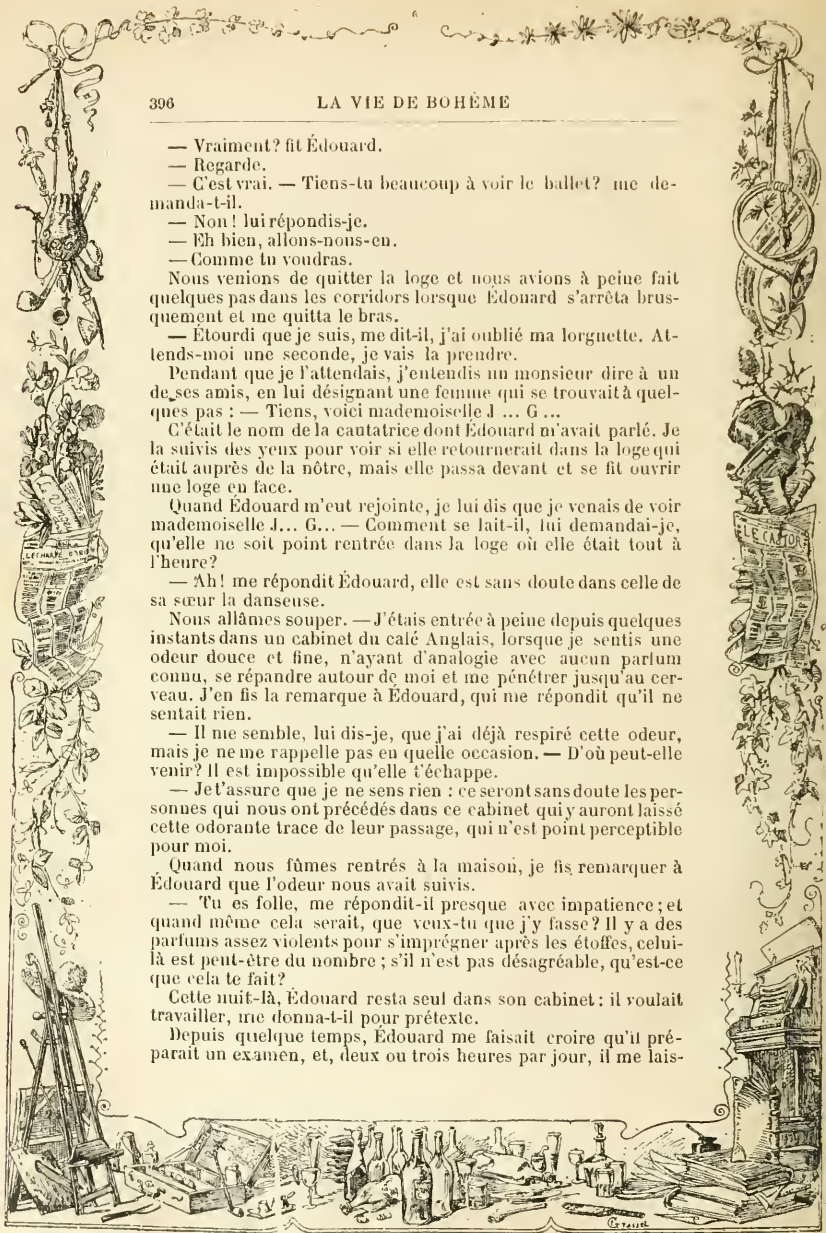 396 LA VIE DE BOHÈME
— Vraiment? fit Édouard.
— Regarde.
— C'est vrai. — Tiens-tu beaucoup à voir le ballet? me de-
manda-t-il.
— Non! lui répondis-je.
— Eh bien, allons-nous-en.
— Comme tu voudras.
Nous venions de quitter la loge et nous avions à peine fait
quelques pas dans les corridors lorsque Édouard s'arrêta brus-
quement et me quitta le bras.
— Étourdi que je suis, me dit-il, j'ai oublié ma lorgnette. At-
tends-moi une seconde, je vais la prendre.
Pendant que je l'attendais, j'entendis un monsieur dire à un
de ses amis, en lui désignant une femme qui se trouvait à quel-
ques pas : — Tiens, voici mademoiselle J ... G ...
C'était le nom de la cantatrice dont Édouard m'avait parlé. Je
la suivis des yeux pour voir si elle retournerait dans la loge qui
était auprès de la nôtre, mais elle passa devant et se fit ouvrir
une loge en face.
Quand Édouard m'eut rejointe, je lui dis que je venais de voir
mademoiselle J... G... — Comment se fait-il, lui demandai-je,
qu'elle ne soit point rentrée dans la loge où elle était tout à
l'heure?
— Ah! me répondit Édouard, elle est sans doute dans celle de
sa sœur la danseuse.
Nous allâmes souper. — J'étais entrée à peine depuis quelques
instants dans un cabinet du café Anglais, lorsque je sentis une
odeur douce et fine, n'ayant d'analogie avec aucun parfum
connu, se répandre autour de moi et me pénétrer jusqu'au cer-
veau. J'en fis la remarque à Édouard, qui me répondit qu'il ne
sentait rien.
— Il me semble, lui dis-je, que j'ai déjà respiré cette odeur,
mais je ne me rappelle pas en quelle occasion. — D'où peut-elle
venir? Il est impossible qu'elle t'échappe.
— Je t'assure que je ne sens rien : ce seront sans doute les per-
sonnes qui nous ont précédés dans ce cabinet qui y auront laissé
cette odorante trace de leur passage, qui n'est point perceptible
pour moi.
Quand nous fûmes rentrés à la maison, je fis remarquer à
Édouard que l'odeur nous avait suivis.
— Tu es folle, me répondit-il presque avec impatience; et
quand même cela serait, que veux-tu que j'y fasse? Il y a des
parfums assez violents pour s'imprégner après les étoffes, celui-
là est peut-être du nombre ; s'il n'est pas désagréable, qu'est-ce
que cela te fait?
Cette nuit-là, Édouard resta seul dans son cabinet : il voulait
travailler, me donna-t-il pour prétexte.
Depuis quelque temps, Édouard me faisait croire qu'il pré-
parait un examen, et, deux ou trois heures par jour, il me lais-
LE CASTOR